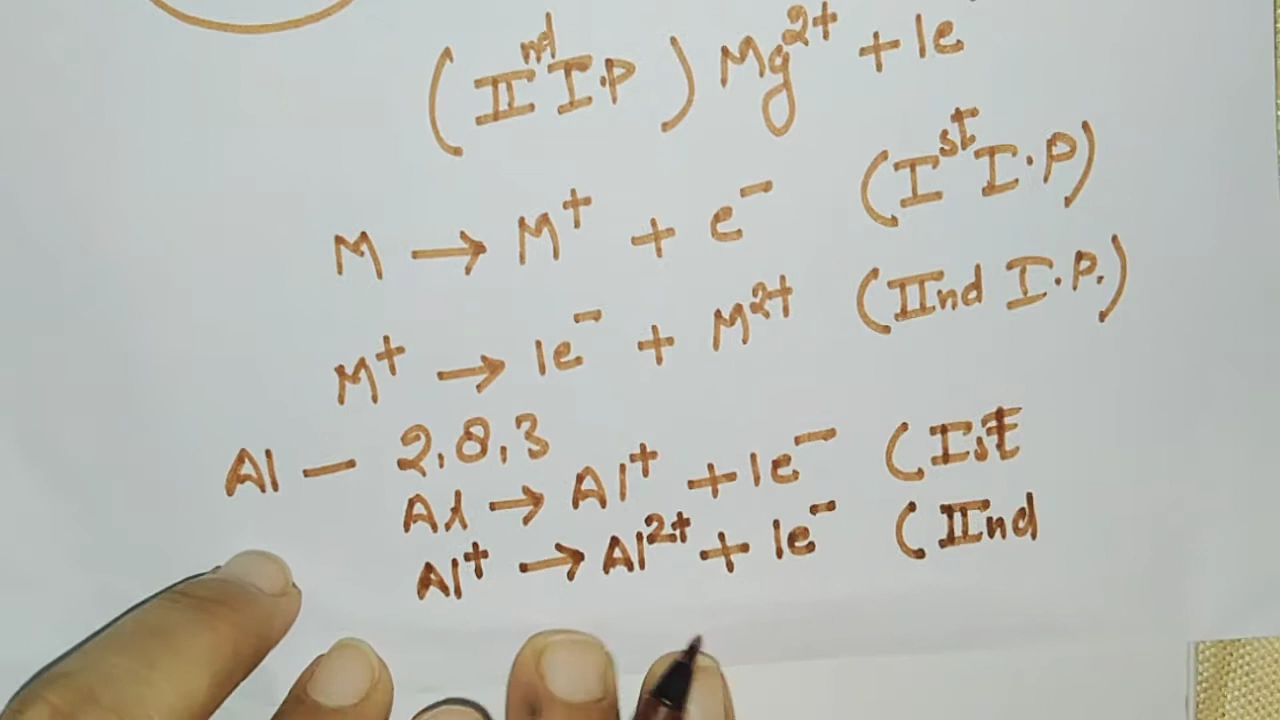 (IInd I.P) Mg2+ + 1e
M → M+ + e- (Ist I.P)
M+ → 1e- + M2+ (IInd I.P.)
Al - 2,8,3
Al → Al+ + 1e- (Ist
Al+ → Al2+ + 1e- (IInd